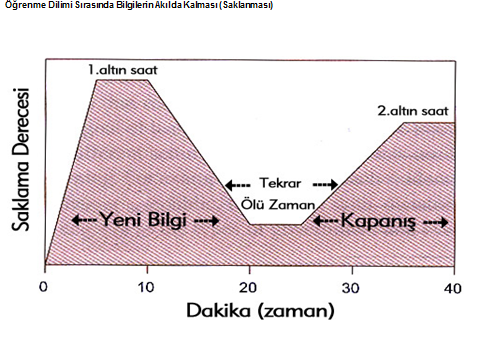 Öğrenme Dilimi Sırasında Bilgilerin Akılda Kalması (Saklanması)
1.altın saat
2.altın saat
Saklama Derecesi
Tekrar
Ölü Zaman
Yeni Bilgi
Kapanış
0 10 20 30 40
Dakika (zaman)